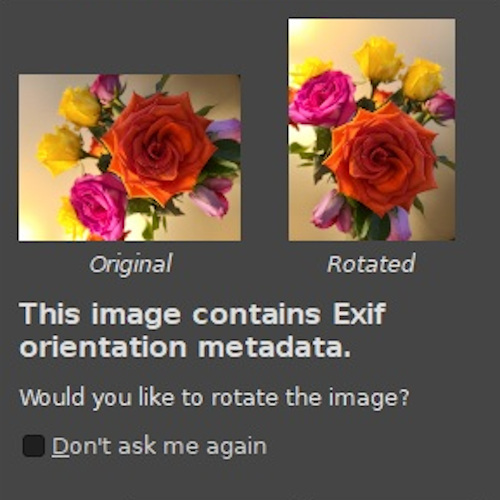 Original
Rotated
This image contains Exif
orientation metadata.
Would you like to rotate the image?
Don't ask me again